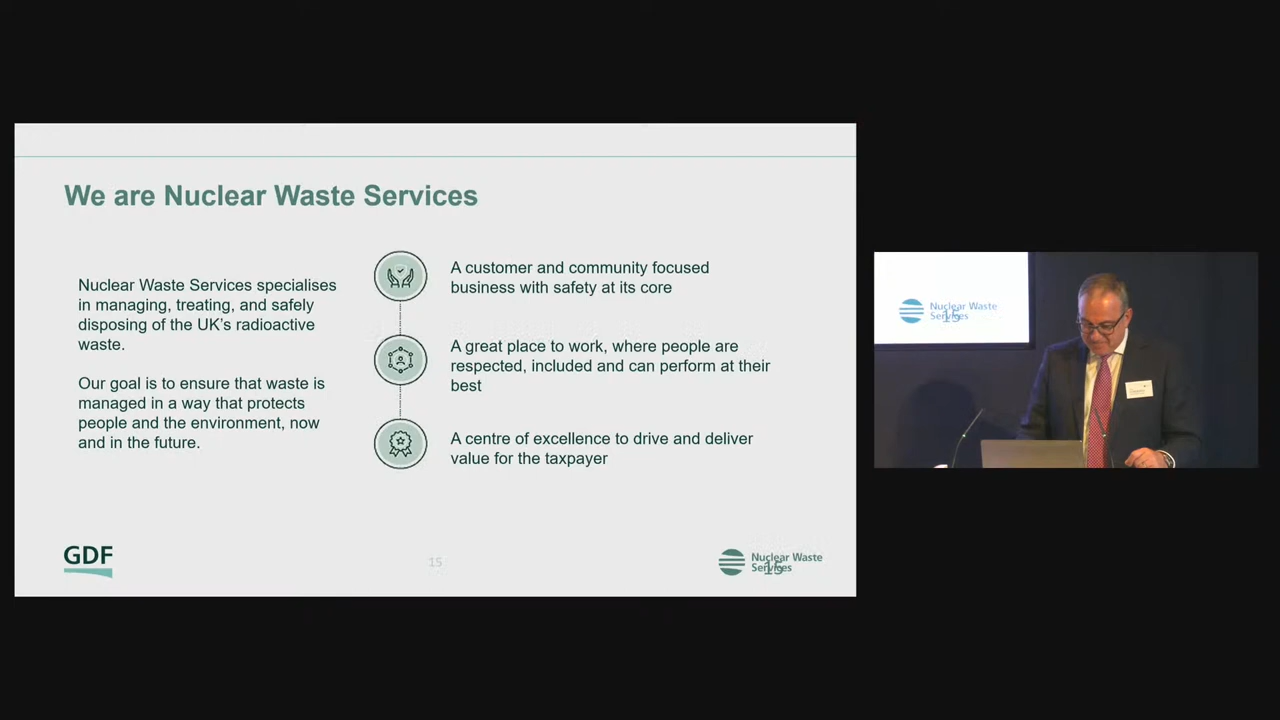 We are Nuclear Waste Services
Nuclear Waste Services specialises
in managing, treating, and safely
disposing of the UK's radioactive
waste.
Our goal is to ensure that waste is
managed in a way that protects
people and the environment, now
and in the future.
A customer and community focused
business with safety at its core
A great place to work, where people are
respected, included and can perform at their
best
A centre of excellence to drive and deliver
value for the taxpayer
GDF
15
Nuclear Waste
Services
15
Nuclear Waste
Services
15